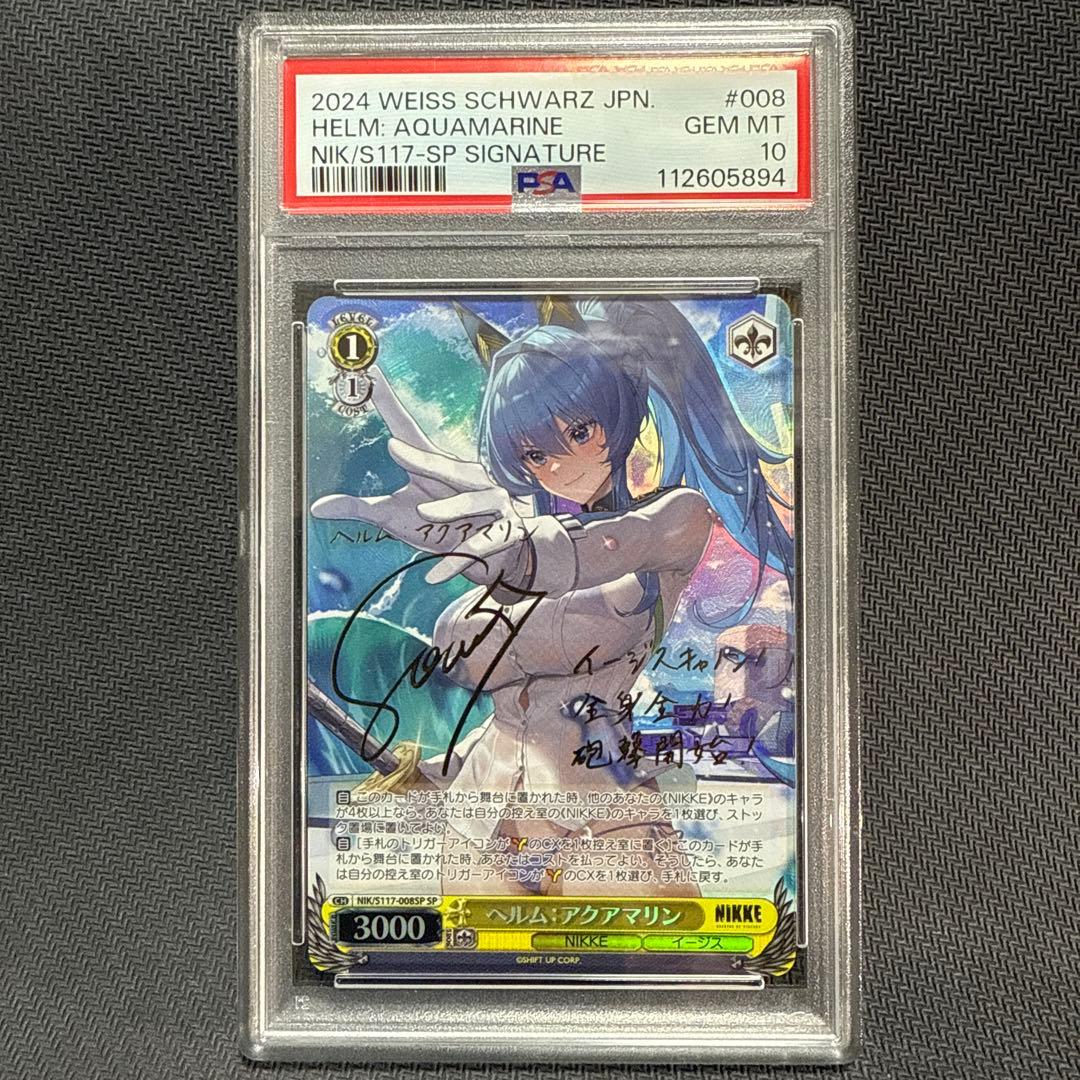 2024 WEISS SCHWARZ JPN. #008
HELM: AQUAMARINE GEM MT
NIK/S117-SP SIGNATURE 10
PSA 112605894
LEVEL
1
1
COST
ヘルム アクアマリン
イージスキャノン!
全身全力!
砲撃開始!
自 このカードが手札から舞台に置かれた時、他のあなたの《NIKKE》のキャラ
が4枚以上なら、あなたは自分の控え室の《NIKKE》のキャラを1枚選び、ストッ
ク置場に置いてよい。
自 [手札のトリガーアイコンが のCXを1枚控え室に置く] このカードが手
札から舞台に置かれた時、あなたはコストを払ってよい。そうしたら、あなた
は自分の控え室のトリガーアイコンが のCXを1枚選び、手札に戻す。
CH NIK/S117-008SP SP
3000 ヘルム:アクアマリン NIKKE
NIKKE イージス
©SHIFT UP CORP.